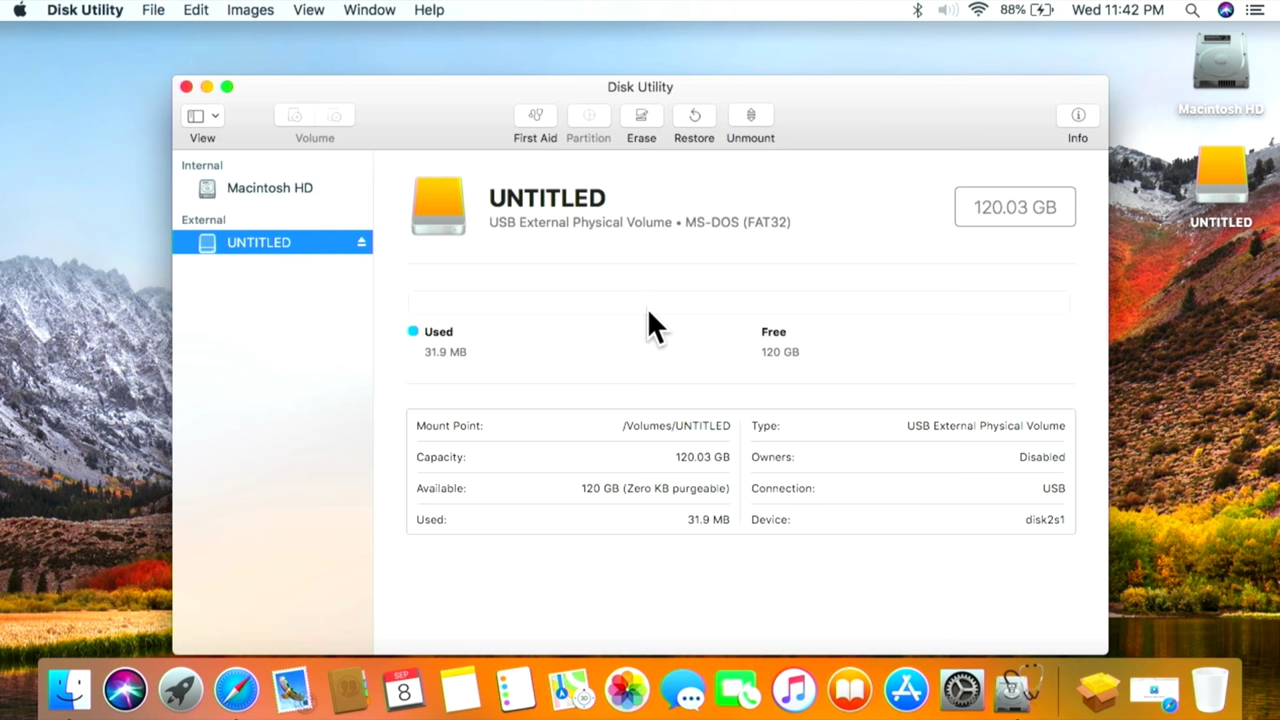 Disk Utility File Edit Images View Window Help 88% Wed 11:42 PM
Macintosh HD
UNTITLED
Disk Utility
View Volume First Aid Partition Erase Restore Unmount Info
Internal
Macintosh HD
External
UNTITLED
UNTITLED
USB External Physical Volume • MS-DOS (FAT32)
120.03 GB
Used
31.9 MB
Free
120 GB
Mount Point: /Volumes/UNTITLED
Capacity: 120.03 GB
Available: 120 GB (Zero KB purgeable)
Used: 31.9 MB
Type: USB External Physical Volume
Owners: Disabled
Connection: USB
Device: disk2s1
SEP
8